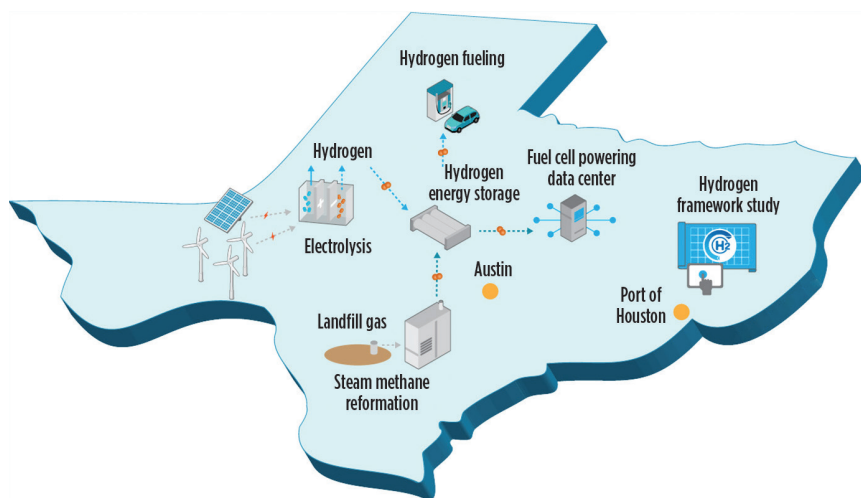 Hydrogen fueling
Hydrogen
Hydrogen
energy storage
Fuel cell powering
data center
Hydrogen
framework study
H2
Electrolysis
Austin
Port of
Houston
Landfill gas
Steam methane
reformation